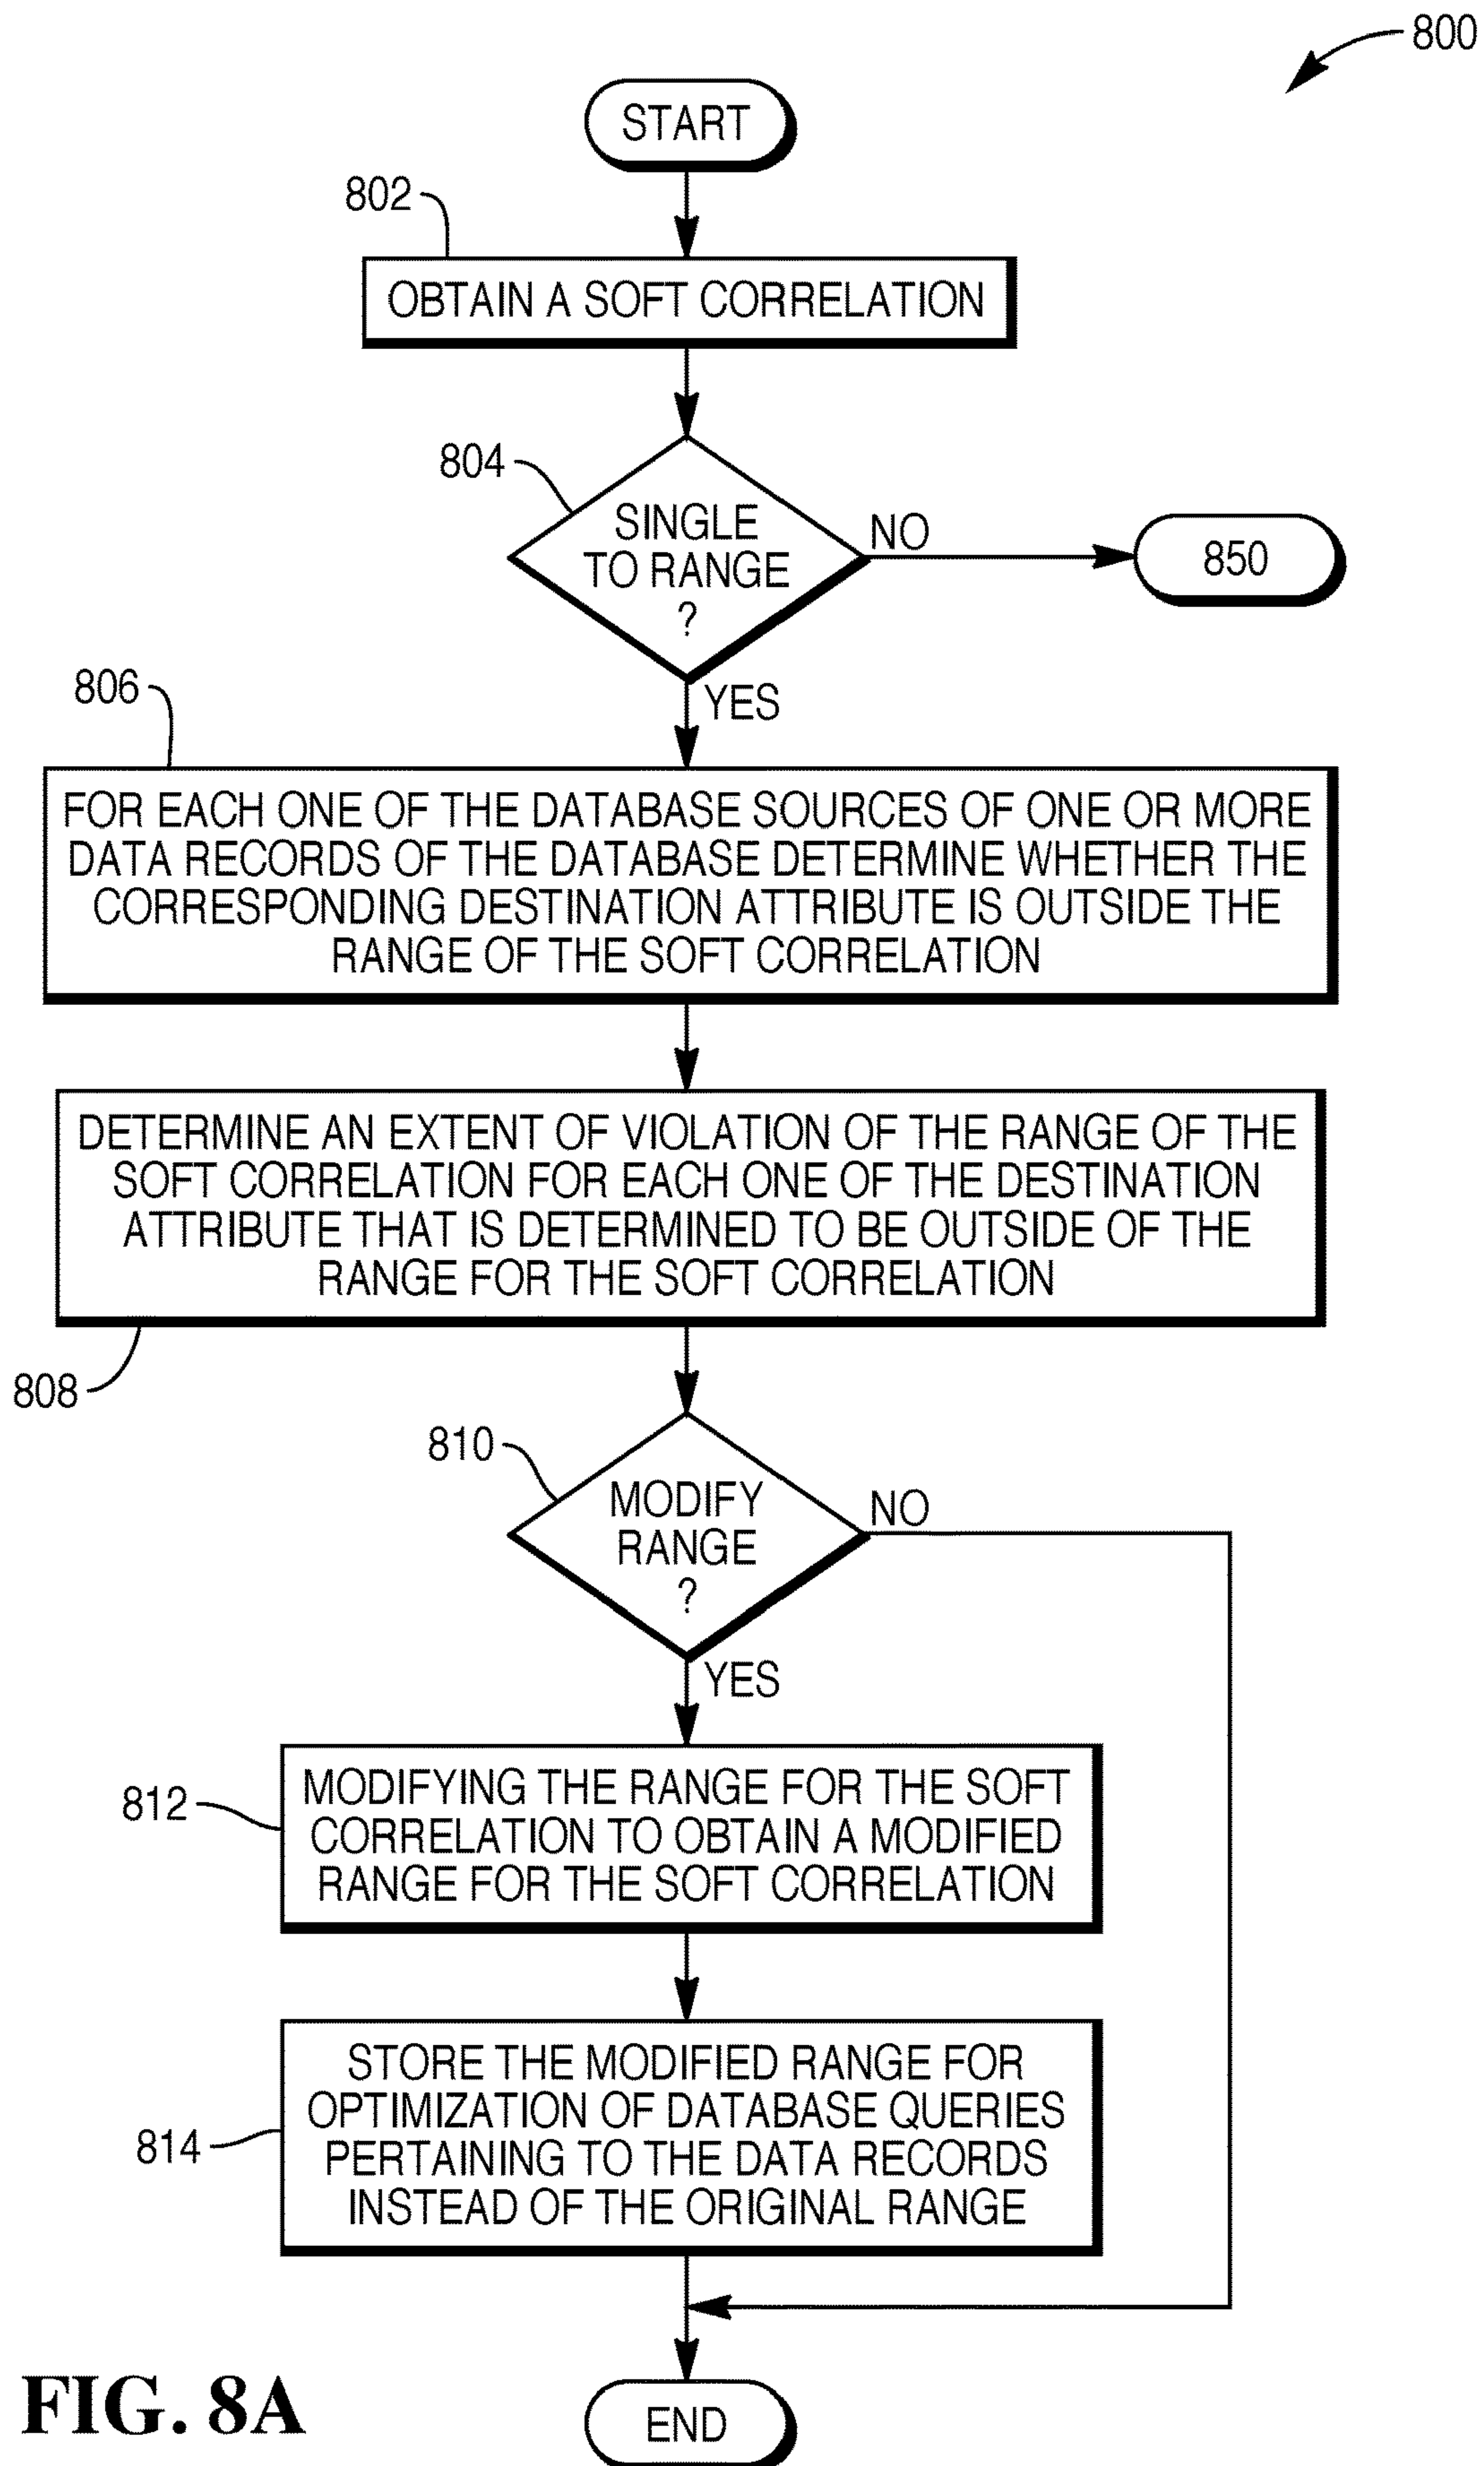 800
START
802
OBTAIN A SOFT CORRELATION
804
SINGLE
TO RANGE
?
NO
850
YES
806
FOR EACH ONE OF THE DATABASE SOURCES OF ONE OR MORE
DATA RECORDS OF THE DATABASE DETERMINE WHETHER THE
CORRESPONDING DESTINATION ATTRIBUTE IS OUTSIDE THE
RANGE OF THE SOFT CORRELATION
DETERMINE AN EXTENT OF VIOLATION OF THE RANGE OF THE
SOFT CORRELATION FOR EACH ONE OF THE DESTINATION
ATTRIBUTE THAT IS DETERMINED TO BE OUTSIDE OF THE
RANGE FOR THE SOFT CORRELATION
808
810
MODIFY
RANGE
?
NO
YES
812
MODIFYING THE RANGE FOR THE SOFT
CORRELATION TO OBTAIN A MODIFIED
RANGE FOR THE SOFT CORRELATION
814
STORE THE MODIFIED RANGE FOR
OPTIMIZATION OF DATABASE QUERIES
PERTAINING TO THE DATA RECORDS
INSTEAD OF THE ORIGINAL RANGE
END
FIG. 8A